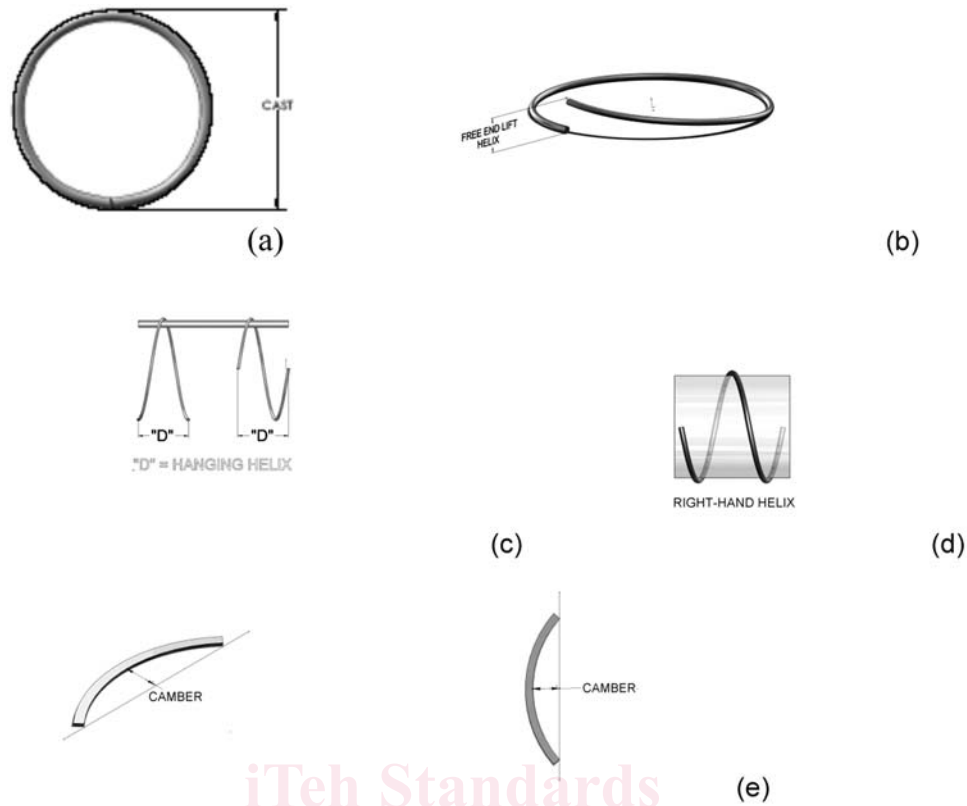 CAST
(a)
FREE END LIFT
HELIX
(b)
"D"
"D"
"D" = HANGING HELIX
(c)
RIGHT-HAND HELIX
(d)
CAMBER
CAMBER
(e)
iTeh Standards